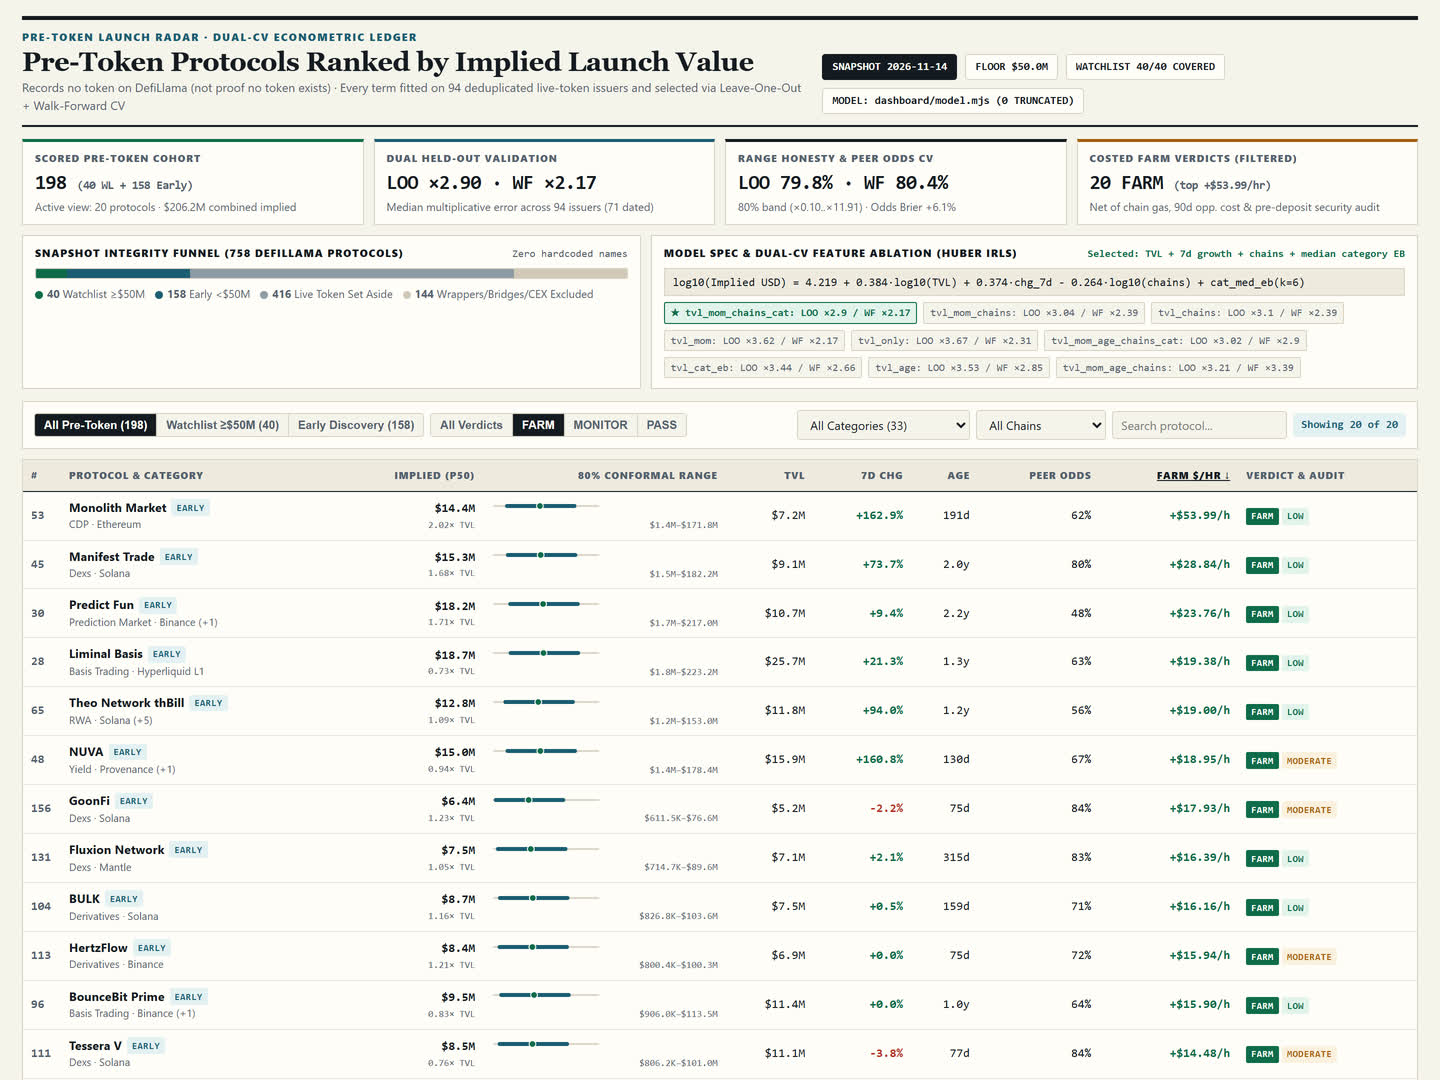 PRE-TOKEN LAUNCH RADAR · DUAL-CV ECONOMETRIC LEDGER
Pre-Token Protocols Ranked by Implied Launch Value
Records no token on DefiLlama (not proof no token exists) · Every term fitted on 94 deduplicated live-token issuers and selected via Leave-One-Out
+ Walk-Forward CV
SNAPSHOT 2026-11-14
FLOOR $50.0M
WATCHLIST 40/40 COVERED
MODEL: dashboard/model.mjs (0 TRUNCATED)
SCORED PRE-TOKEN COHORT
198 (40 WL + 158 Early)
Active view: 20 protocols · $206.2M combined implied
DUAL HELD-OUT VALIDATION
LOO ×2.90 · WF ×2.17
Median multiplicative error across 94 issuers (71 dated)
RANGE HONESTY & PEER ODDS CV
LOO 79.8% · WF 80.4%
80% band (×0.10..×11.91) · Odds Brier +6.1%
COSTED FARM VERDICTS (FILTERED)
20 FARM (top +$53.99/hr)
Net of chain gas, 90d opp. cost & pre-deposit security audit
SNAPSHOT INTEGRITY FUNNEL (758 DEFILLAMA PROTOCOLS)
Zero hardcoded names
40 Watchlist ≥$50M
158 Early <$50M
416 Live Token Set Aside
144 Wrappers/Bridges/CEX Excluded
MODEL SPEC & DUAL-CV FEATURE ABLATION (HUBER IRLS)
Selected: TVL + 7d growth + chains + median category EB
log10(Implied USD) = 4.219 + 0.384·log10(TVL) + 0.374·chg_7d − 0.264·log10(chains) + cat_med_eb(k=6)
★ tvl_mom_chains_cat: LOO ×2.9 / WF ×2.17
tvl_mom_chains: LOO ×3.04 / WF ×2.39
tvl_chains: LOO ×3.1 / WF ×2.39
tvl_mom: LOO ×3.62 / WF ×2.17
tvl_only: LOO ×3.67 / WF ×2.31
tvl_mom_age_chains_cat: LOO ×3.02 / WF ×2.9
tvl_cat_eb: LOO ×3.44 / WF ×2.66
tvl_age: LOO ×3.53 / WF ×2.85
tvl_mom_age_chains: LOO ×3.21 / WF ×3.39
All Pre-Token (198)
Watchlist ≥$50M (40)
Early Discovery (158)
All Verdicts
FARM
MONITOR
PASS
All Categories (33)
All Chains
Search protocol...
Showing 20 of 20
# PROTOCOL & CATEGORY IMPLIED (P50) 80% CONFORMAL RANGE TVL 7D CHG AGE PEER ODDS FARM $/HR ↓ VERDICT & AUDIT
53 Monolith Market EARLY $14.4M $7.2M +162.9% 191d 62% +$53.99/h FARM LOW
CDP · Ethereum 2.02× TVL $1.4M–$171.8M
45 Manifest Trade EARLY $15.3M $9.1M +73.7% 2.0y 80% +$28.84/h FARM LOW
Dexs · Solana 1.68× TVL $1.5M–$182.2M
30 Predict Fun EARLY $18.2M $10.7M +9.4% 2.2y 48% +$23.76/h FARM LOW
Prediction Market · Binance (+1) 1.71× TVL $1.7M–$217.0M
28 Liminal Basis EARLY $18.7M $25.7M +21.3% 1.3y 63% +$19.38/h FARM LOW
Basis Trading · Hyperliquid L1 0.73× TVL $1.8M–$223.2M
65 Theo Network thBill EARLY $12.8M $11.8M +94.0% 1.2y 56% +$19.00/h FARM LOW
RWA · Solana (+5) 1.09× TVL $1.2M–$153.0M
48 NUVA EARLY $15.0M $15.9M +160.8% 130d 67% +$18.95/h FARM MODERATE
Yield · Provenance (+1) 0.94× TVL $1.4M–$178.4M
156 GoonFi EARLY $6.4M $5.2M -2.2% 75d 84% +$17.93/h FARM MODERATE
Dexs · Solana 1.23× TVL $611.5K–$76.6M
131 Fluxion Network EARLY $7.5M $7.1M +2.1% 315d 83% +$16.39/h FARM LOW
Dexs · Mantle 1.05× TVL $714.7K–$89.6M
104 BULK EARLY $8.7M $7.5M +0.5% 159d 71% +$16.16/h FARM LOW
Derivatives · Solana 1.16× TVL $826.8K–$103.6M
113 HertzFlow EARLY $8.4M $6.9M +0.0% 75d 72% +$15.94/h FARM MODERATE
Derivatives · Binance 1.21× TVL $800.4K–$100.3M
96 BounceBit Prime EARLY $9.5M $11.4M +0.0% 1.0y 64% +$15.90/h FARM LOW
Basis Trading · Binance (+1) 0.83× TVL $906.0K–$113.5M
111 Tessera V EARLY $8.5M $11.1M -3.8% 77d 84% +$14.48/h FARM MODERATE
Dexs · Solana 0.76× TVL $806.2K–$101.0M